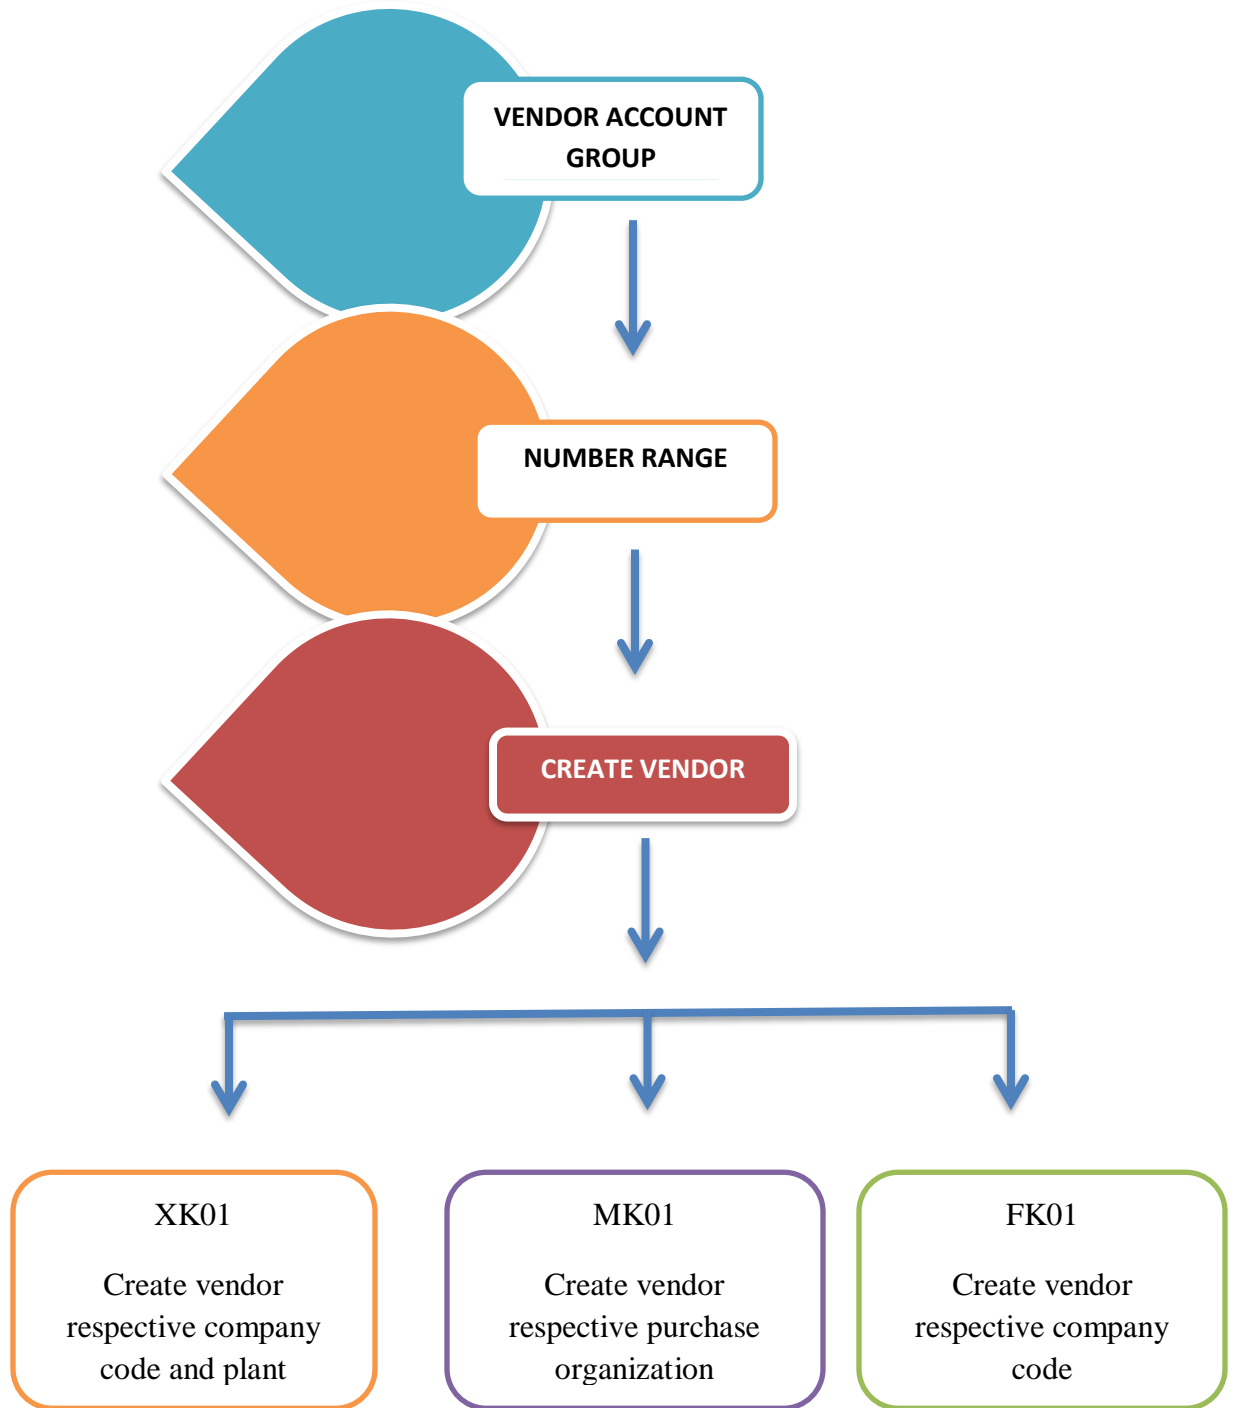 VENDOR ACCOUNT
GROUP
NUMBER RANGE
CREATE VENDOR
XK01
Create vendor
respective company
code and plant
MK01
Create vendor
respective purchase
organization
FK01
Create vendor
respective company
code